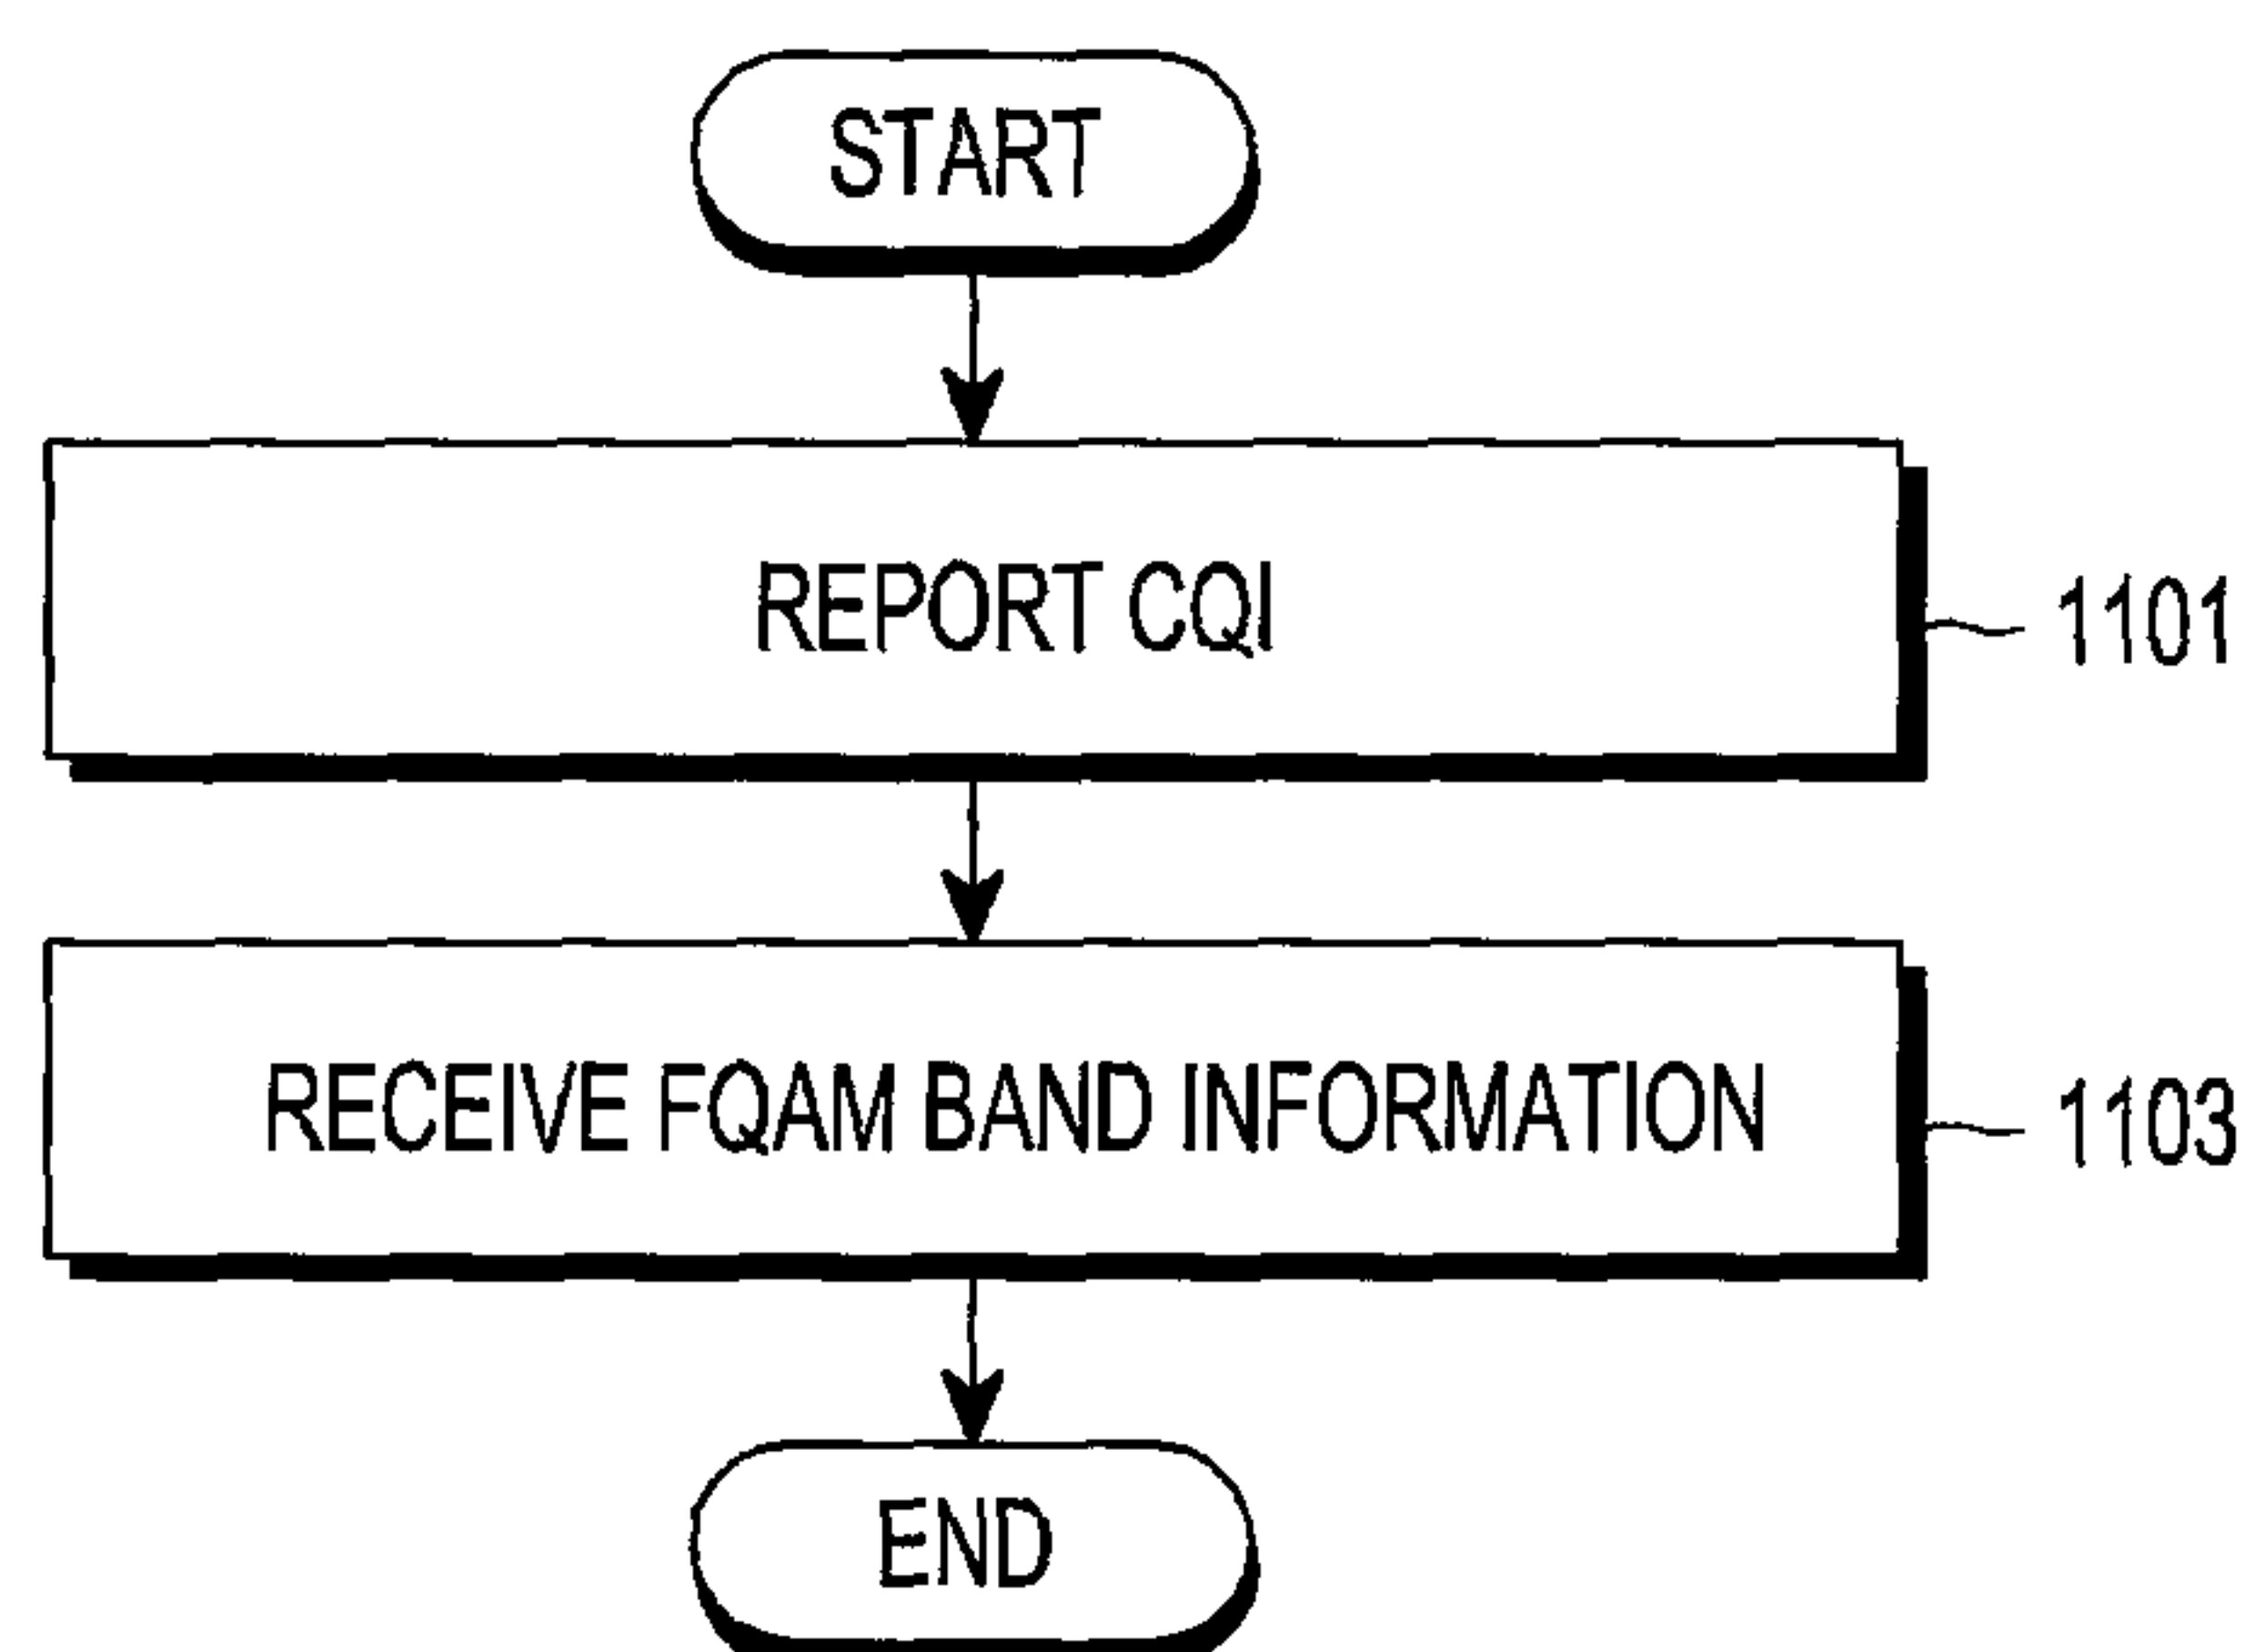 START
REPORT CQI
1101
RECEIVE FQAM BAND INFORMATION
1103
END